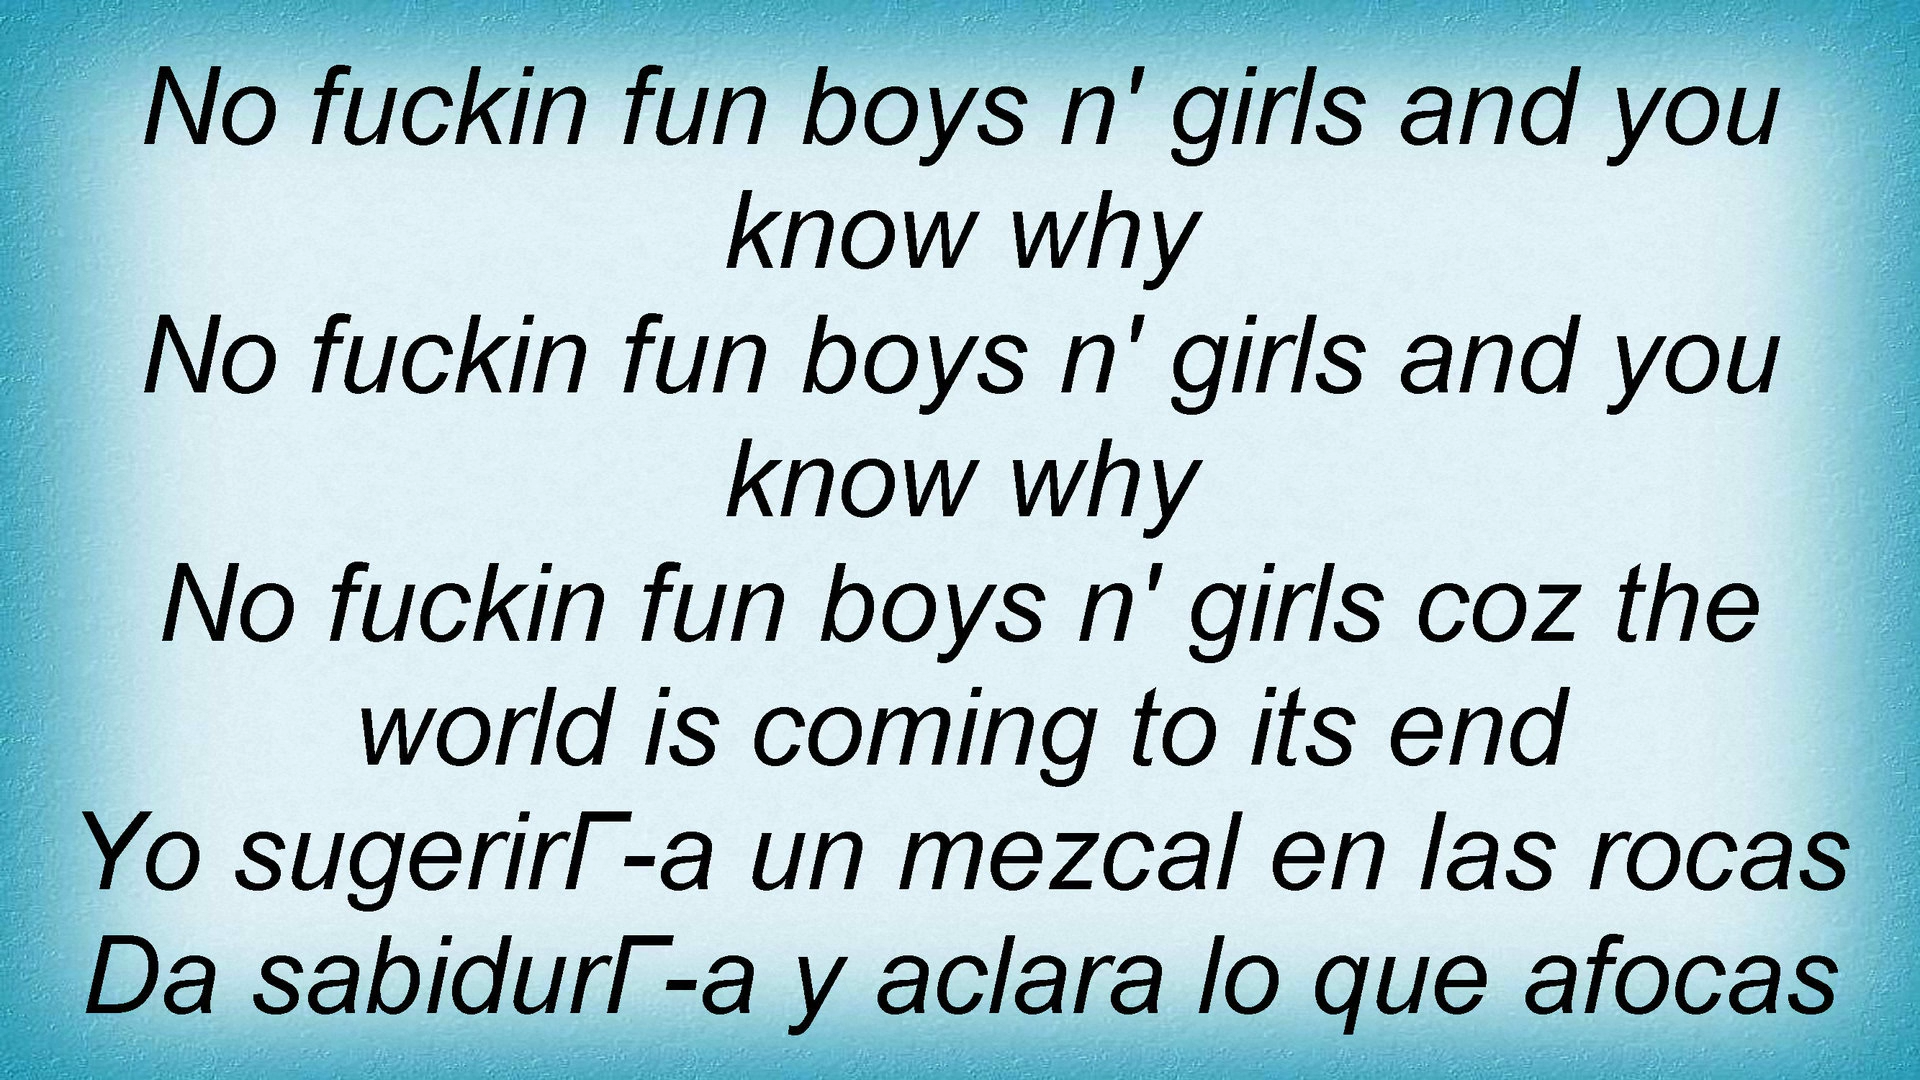 No fuckin fun boys n' girls and you
know why
No fuckin fun boys n' girls and you
know why
No fuckin fun boys n' girls coz the
world is coming to its end
Yo sugerirГ-a un mezcal en las rocas
Da sabidurГ-a y aclara lo que afocas